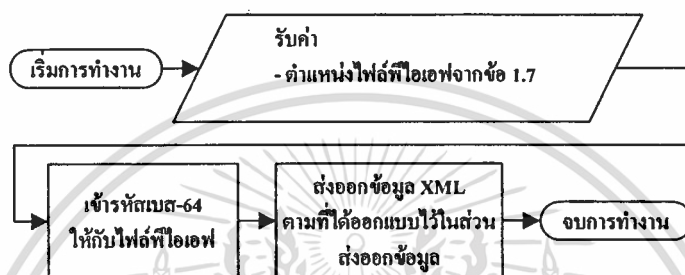 เริ่มการทำงาน
รับค่า
- ตำแหน่งไฟล์พีไอเอฟจากข้อ 1.7
เข้ารหัสเบส-64
ให้กับไฟล์พีไอเอฟ
ส่งออกข้อมูล XML
ตามที่ได้ออกแบบไว้ในส่วน
ส่งออกข้อมูล
จบการทำงาน